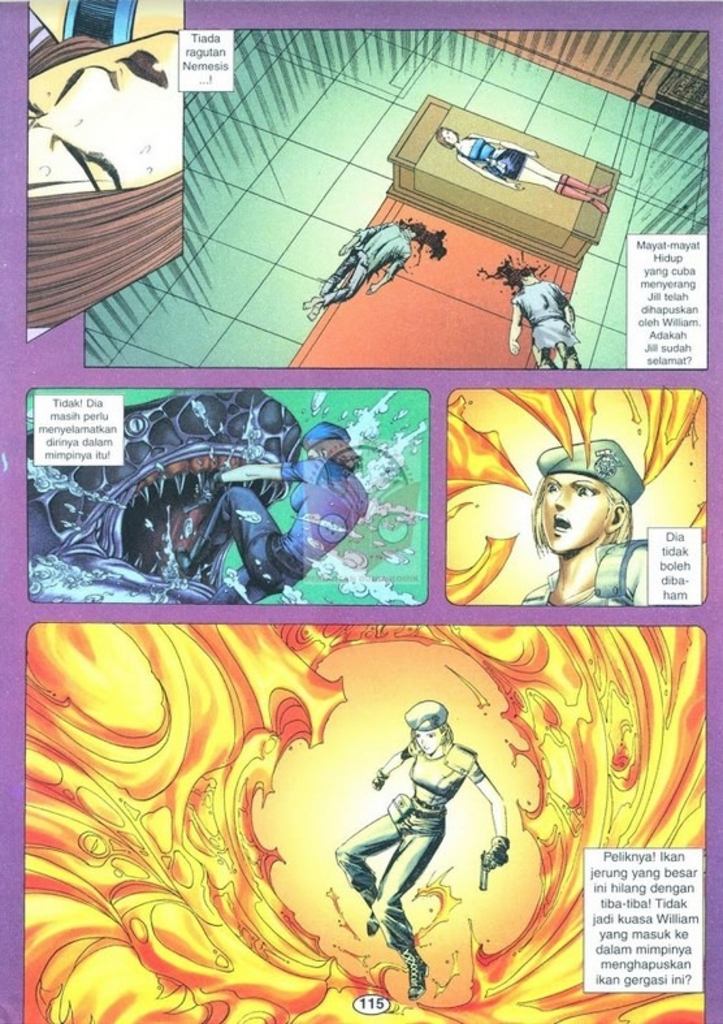 Tiada
ragutan
Nemesis
...!
Mayat-mayat
Hidup
yang cuba
menyerang
Jill telah
dihapuskan
oleh William.
Adakah
Jill sudah
selamat?
Tidak! Dia
masih perlu
menyelamatkan
dirinya dalam
mimpinya itu!
Dia
tidak
boleh
diba-
ham
Peliknya! Ikan
jerung yang besar
ini hilang dengan
tiba-tiba! Tidak
jadi kuasa William
yang masuk ke
dalam mimpinya
menghapuskan
ikan gergasi ini?
115